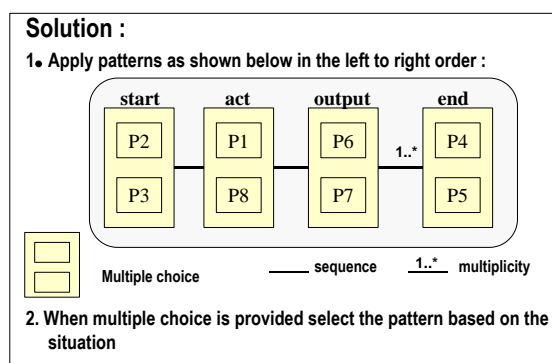 Solution :
1. Apply patterns as shown below in the left to right order :
start act output end
P2 P1 P6 P4
1..*
P3 P8 P7 P5
Multiple choice sequence 1..* multiplicity
2. When multiple choice is provided select the pattern based on the
situation